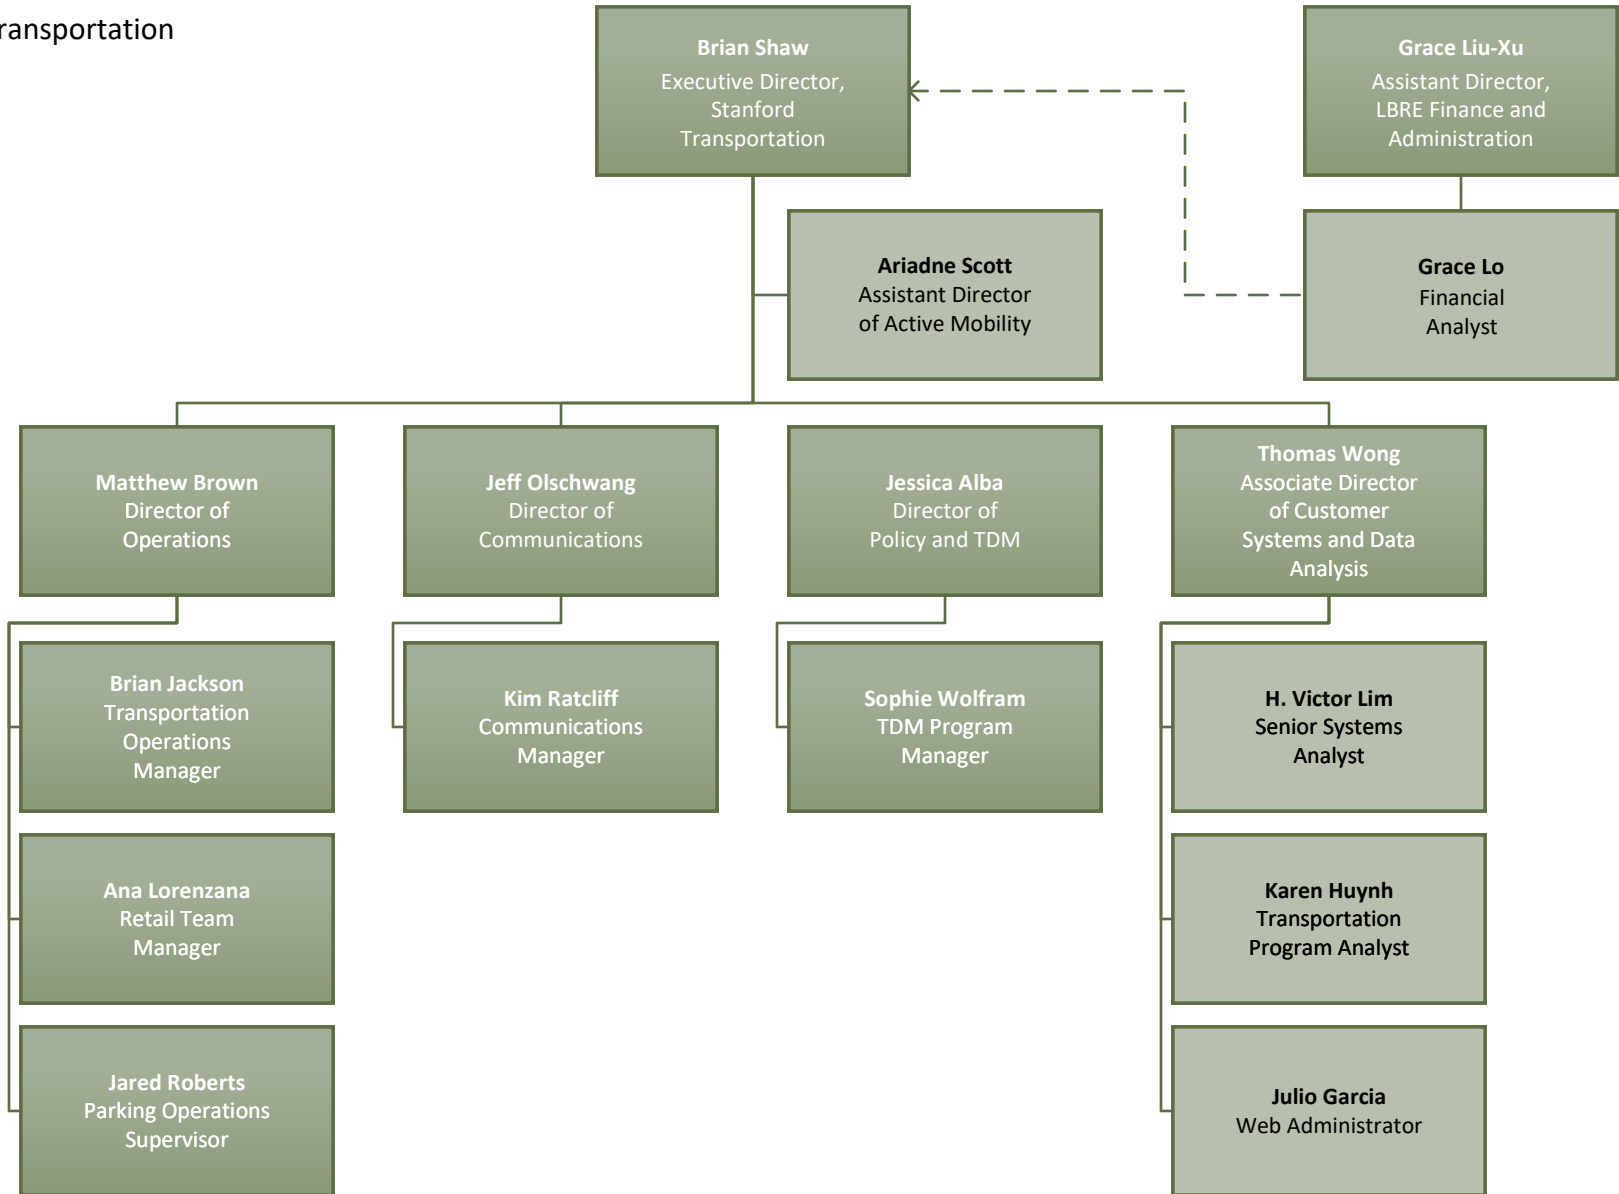 ransportation
Brian Shaw
Executive Director,
Stanford
Transportation
Grace Liu-Xu
Assistant Director,
LBRE Finance and
Administration
Ariadne Scott
Assistant Director
of Active Mobility
Grace Lo
Financial
Analyst
Matthew Brown
Director of
Operations
Jeff Olschwang
Director of
Communications
Jessica Alba
Director of
Policy and TDM
Thomas Wong
Associate Director
of Customer
Systems and Data
Analysis
Brian Jackson
Transportation
Operations
Manager
Kim Ratcliff
Communications
Manager
Sophie Wolfram
TDM Program
Manager
H. Victor Lim
Senior Systems
Analyst
Ana Lorenzana
Retail Team
Manager
Karen Huynh
Transportation
Program Analyst
Jared Roberts
Parking Operations
Supervisor
Julio Garcia
Web Administrator